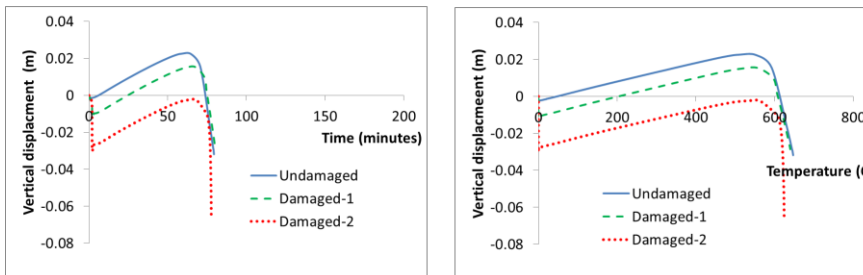 Vertical displacment (m)
0.04
0.02
0
-0.02
-0.04
-0.06
-0.08
0
50
100
150
200
Time (minutes)
Undamaged
Damaged-1
Damaged-2
Vertical displacmeent (m)
0.04
0.02
0
-0.02
-0.04
-0.06
-0.08
0
200
400
600
800
Temperature (
Undamaged
Damaged-1
Damaged-2